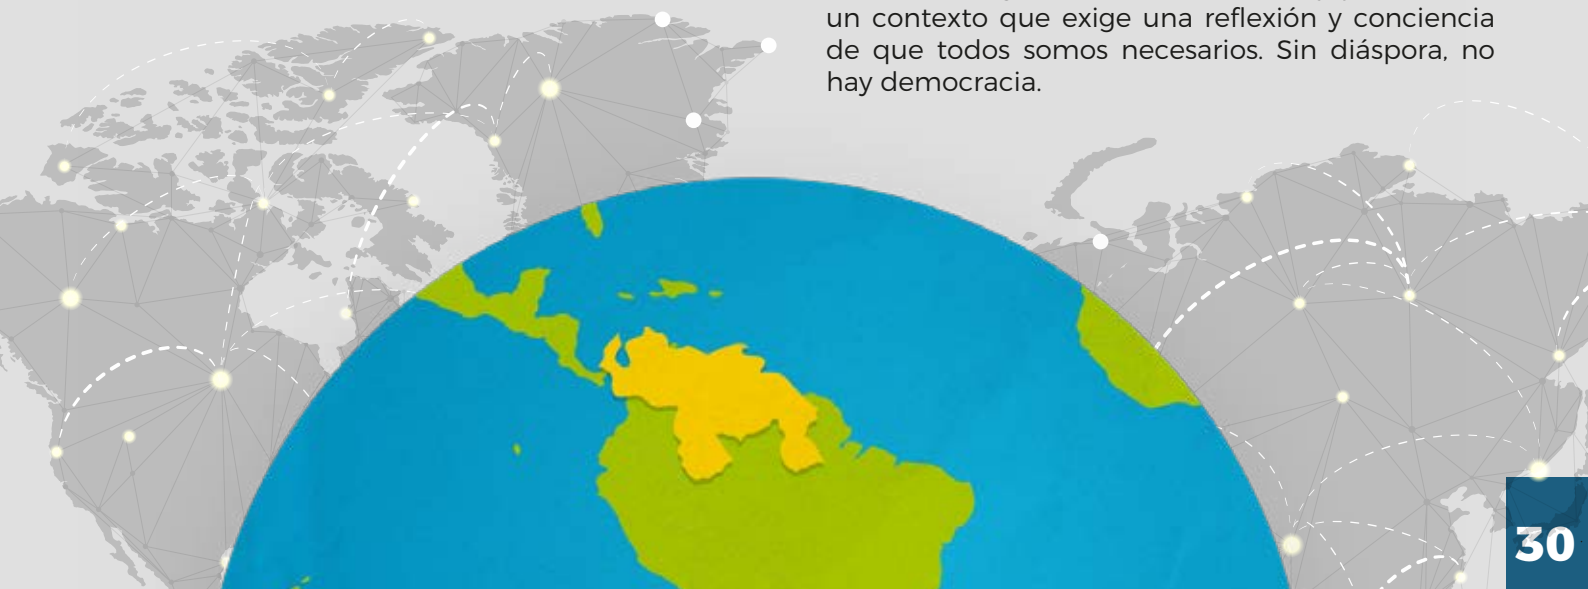 un contexto que exige una reflexión y conciencia
de que todos somos necesarios. Sin diáspora, no
hay democracia.
30